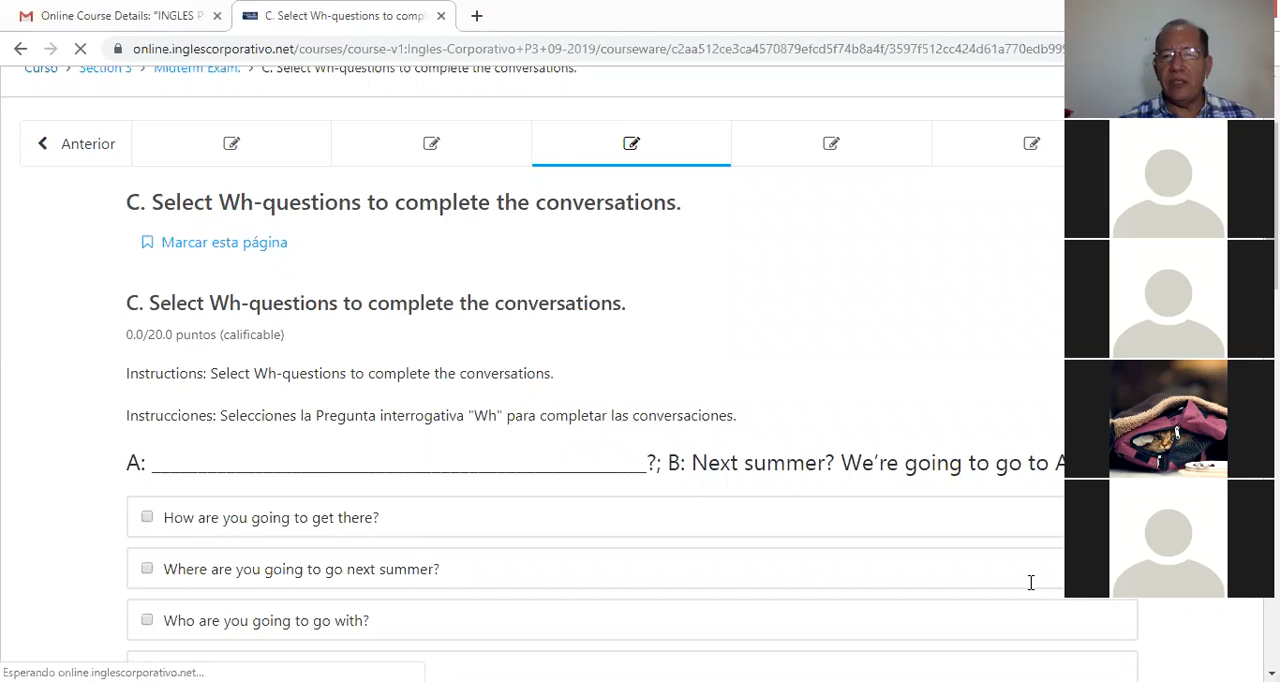 Online Course Details: "INGLES P
C. Select Wh-questions to comp
online.inglescorporativo.net/courses/course-v1:Ingles-Corporativo+P3+09-2019/courseware/c2aa512ce3ca4570879efcd5f74b8a4f/3597f512cc424d61a770edb999
Curso > Section 3 > Midterm Exam. > C. Select Wh-questions to complete the conversations.
Anterior
C. Select Wh-questions to complete the conversations.
Marcar esta página
C. Select Wh-questions to complete the conversations.
0.0/20.0 puntos (calificable)
Instructions: Select Wh-questions to complete the conversations.
Instrucciones: Selecciones la Pregunta interrogativa "Wh" para completar las conversaciones.
A: ______________________________________________?; B: Next summer? We're going to go to A
How are you going to get there?
Where are you going to go next summer?
Who are you going to go with?
Esperando online.inglescorporativo.net...